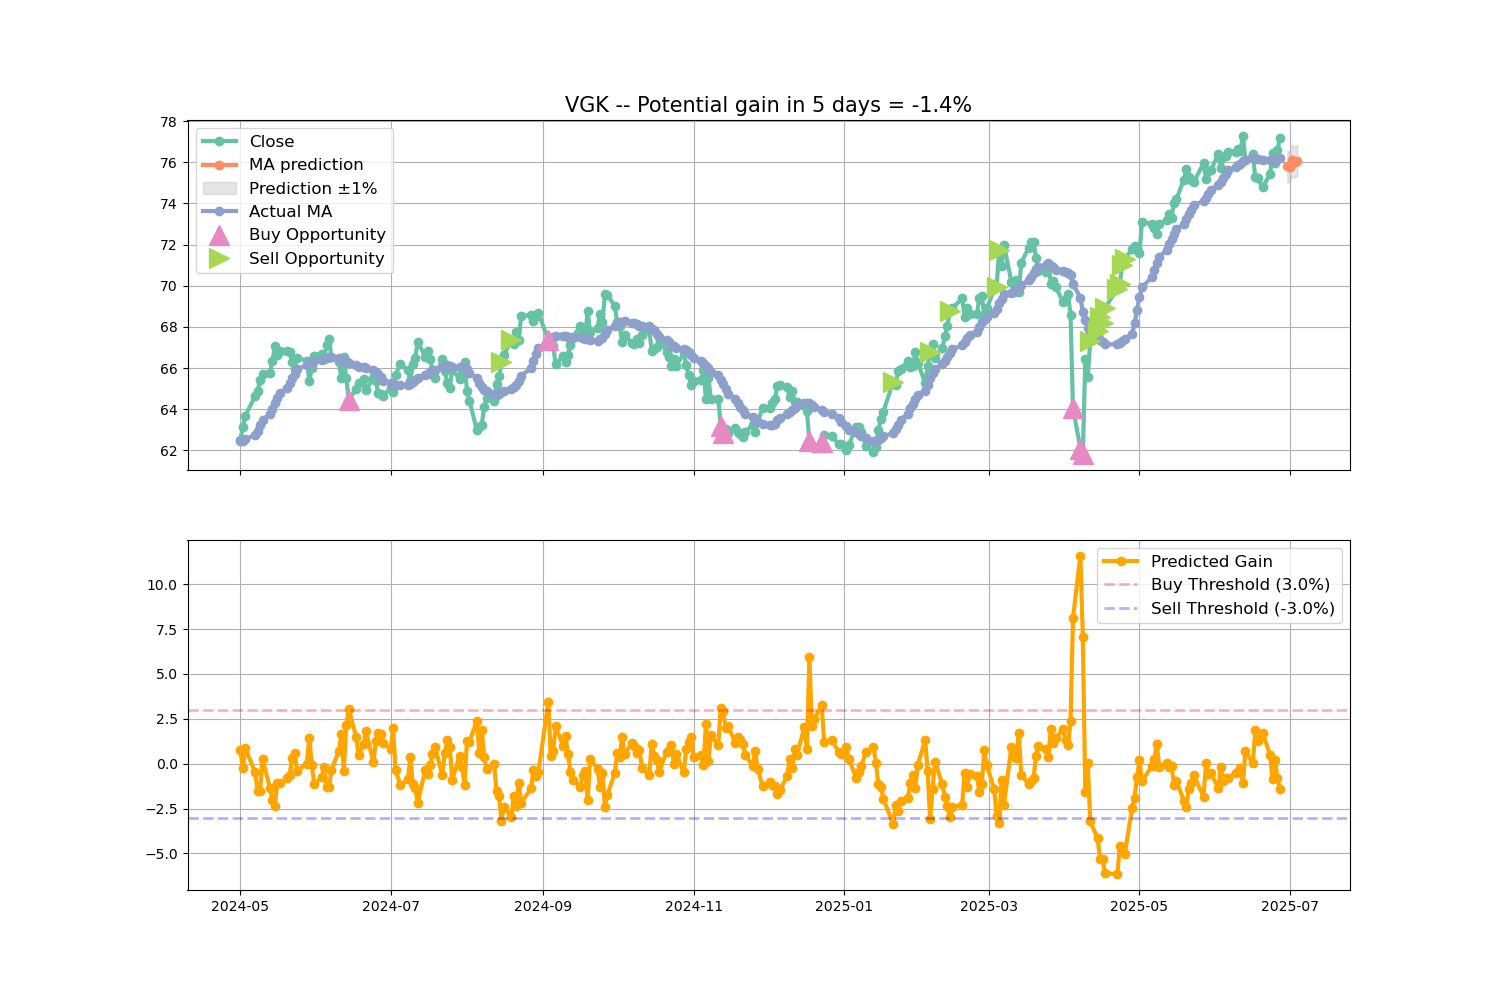 VGK -- Potential gain in 5 days = -1.4%
78
76
74
72
70
68
66
64
62
Close
MA prediction
Prediction ±1%
Actual MA
Buy Opportunity
Sell Opportunity
10.0
7.5
5.0
2.5
0.0
−2.5
−5.0
Predicted Gain
Buy Threshold (3.0%)
Sell Threshold (-3.0%)
2024-05
2024-07
2024-09
2024-11
2025-01
2025-03
2025-05
2025-07